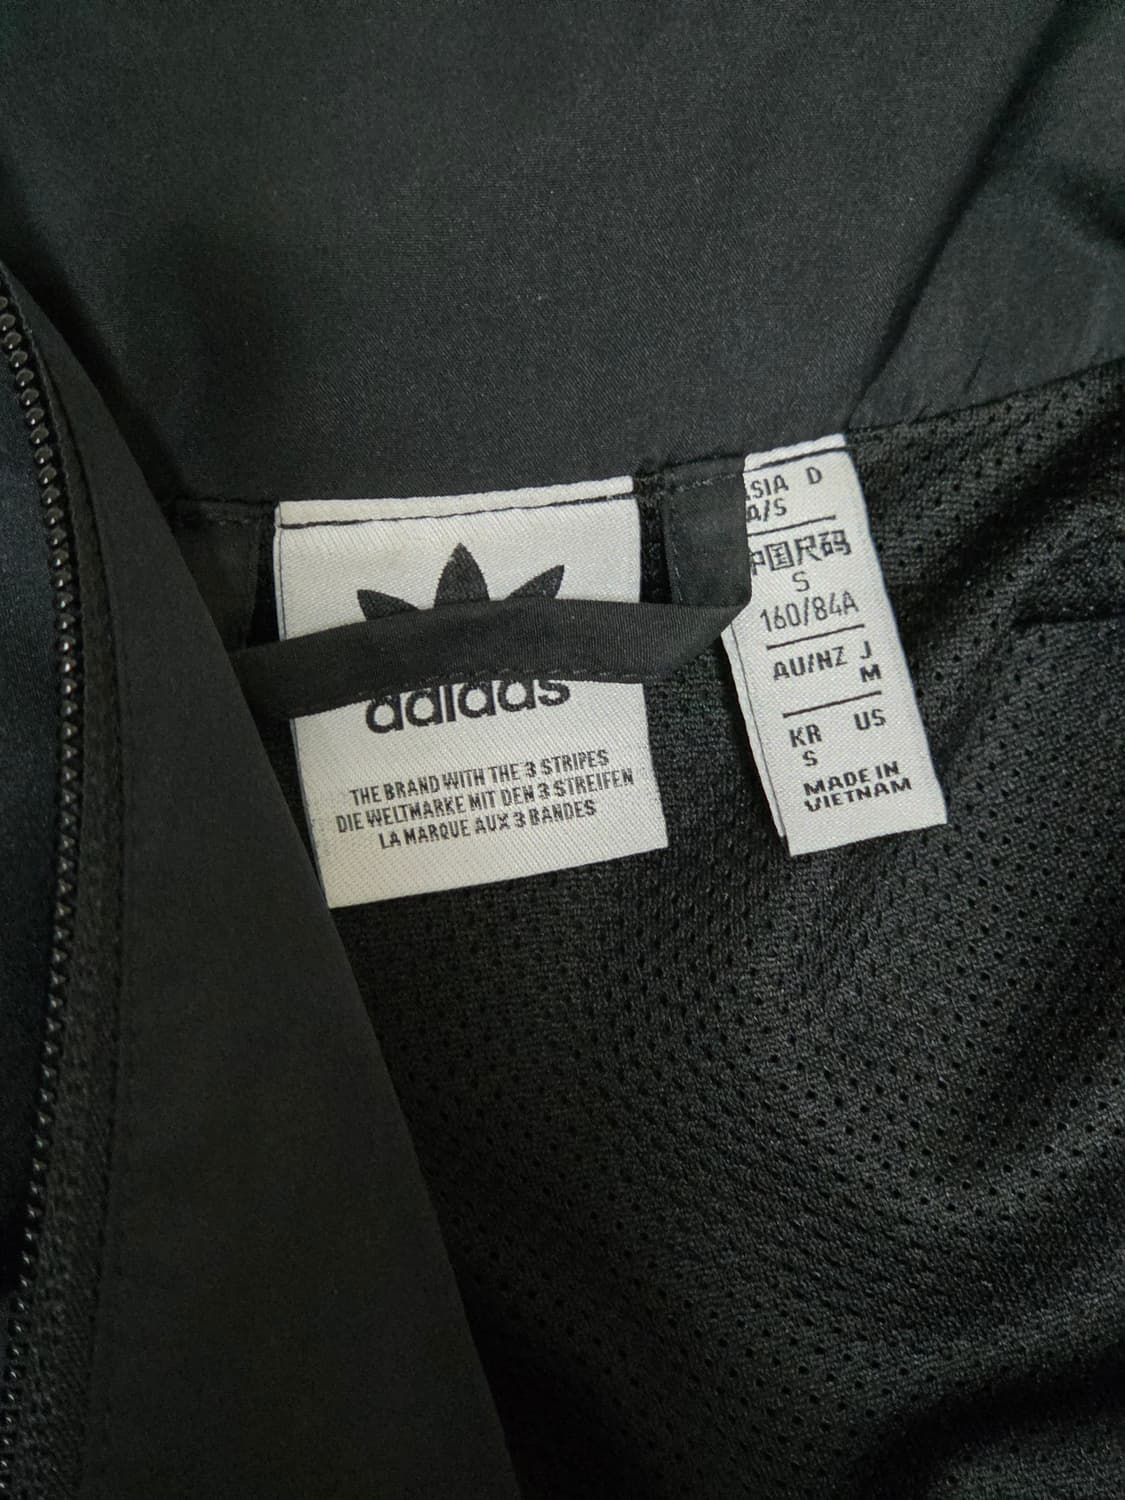 adidas
THE BRAND WITH THE 3 STRIPES
DIE WELTMARKE MIT DEN 3 STREIFEN
LA MARQUE AUX 3 BANDES
ASIA D
A/S
中国尺码
S
160/84A
AU/NZ J
M
KR US
S
MADE IN
VIETNAM